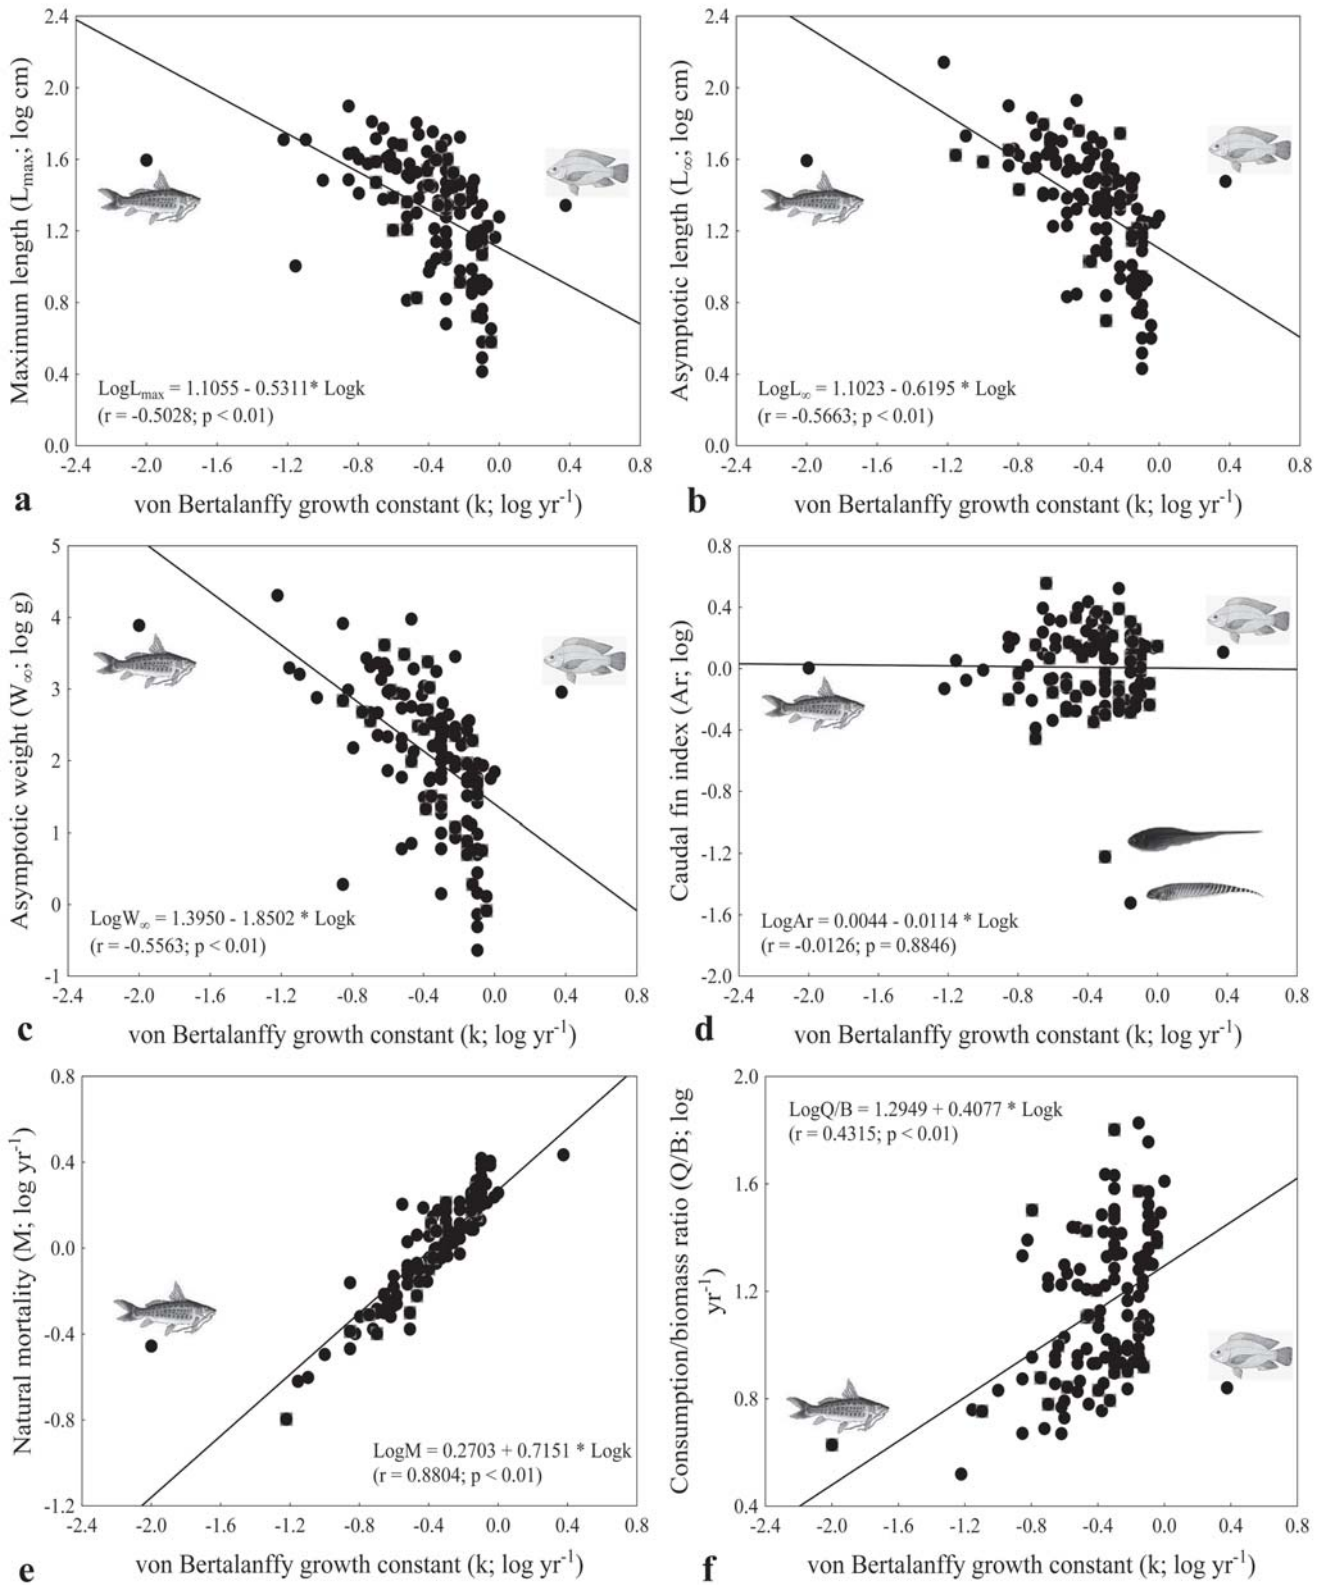 Maximum length (Lmax; log cm)
2.4
2.0
1.6
1.2
0.8
0.4
0.0
LogLmax = 1.1055 - 0.5311* Logk
(r = -0.5028; p < 0.01)
-2.4 -2.0 -1.6 -1.2 -0.8 -0.4 0.0 0.4 0.8
a
von Bertalanffy growth constant (k; log yr-1)
Asymptotic length (L∞; log cm)
2.4
2.0
1.6
1.2
0.8
0.4
0.0
LogL∞ = 1.1023 - 0.6195 * Logk
(r = -0.5663; p < 0.01)
-2.4 -2.0 -1.6 -1.2 -0.8 -0.4 0.0 0.4 0.8
b
von Bertalanffy growth constant (k; log yr-1)
Asymptotic weight (W∞; log g)
5
4
3
2
1
0
-1
LogW∞ = 1.3950 - 1.8502 * Logk
(r = -0.5563; p < 0.01)
-2.4 -2.0 -1.6 -1.2 -0.8 -0.4 0.0 0.4 0.8
c
von Bertalanffy growth constant (k; log yr-1)
Caudal fin index (Ar; log)
0.8
0.4
0.0
-0.4
-0.8
-1.2
-1.6
-2.0
LogAr = 0.0044 - 0.0114 * Logk
(r = -0.0126; p = 0.8846)
-2.4 -2.0 -1.6 -1.2 -0.8 -0.4 0.0 0.4 0.8
d
von Bertalanffy growth constant (k; log yr-1)
Natural mortality (M; log yr-1)
0.8
0.4
0.0
-0.4
-0.8
-1.2
LogM = 0.2703 + 0.7151 * Logk
(r = 0.8804; p < 0.01)
-2.4 -2.0 -1.6 -1.2 -0.8 -0.4 0.0 0.4 0.8
e
von Bertalanffy growth constant (k; log yr-1)
Consumption/biomass ratio (Q/B; log
yr-1)
2.0
1.6
1.2
0.8
0.4
LogQ/B = 1.2949 + 0.4077 * Logk
(r = 0.4315; p < 0.01)
-2.4 -2.0 -1.6 -1.2 -0.8 -0.4 0.0 0.4 0.8
f
von Bertalanffy growth constant (k; log yr-1)